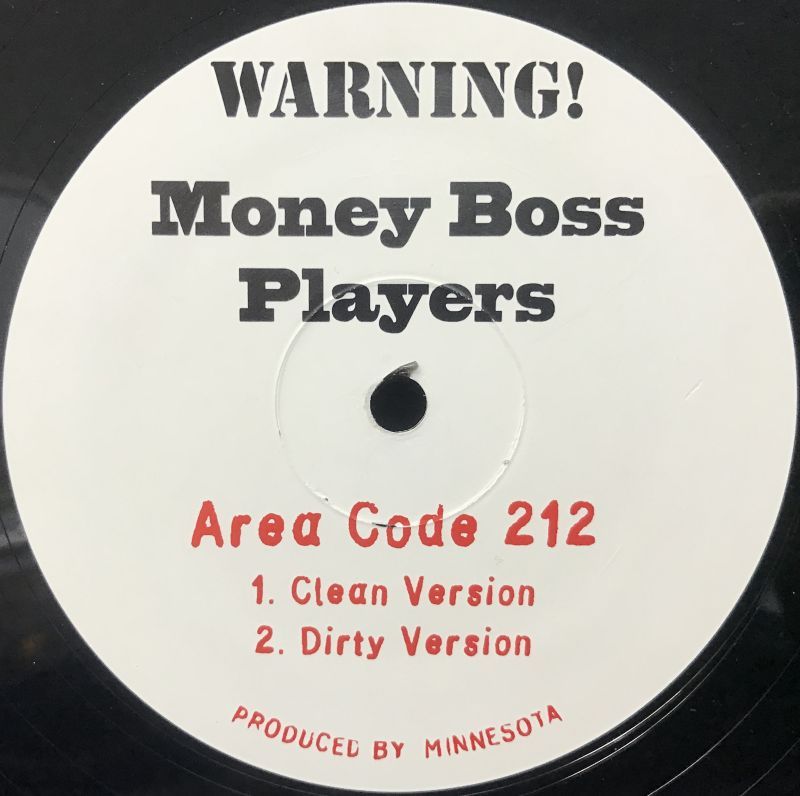 WARNING!
Money Boss
Players
Area Code 212
1. Clean Version
2. Dirty Version
PRODUCED BY MINNESOTA